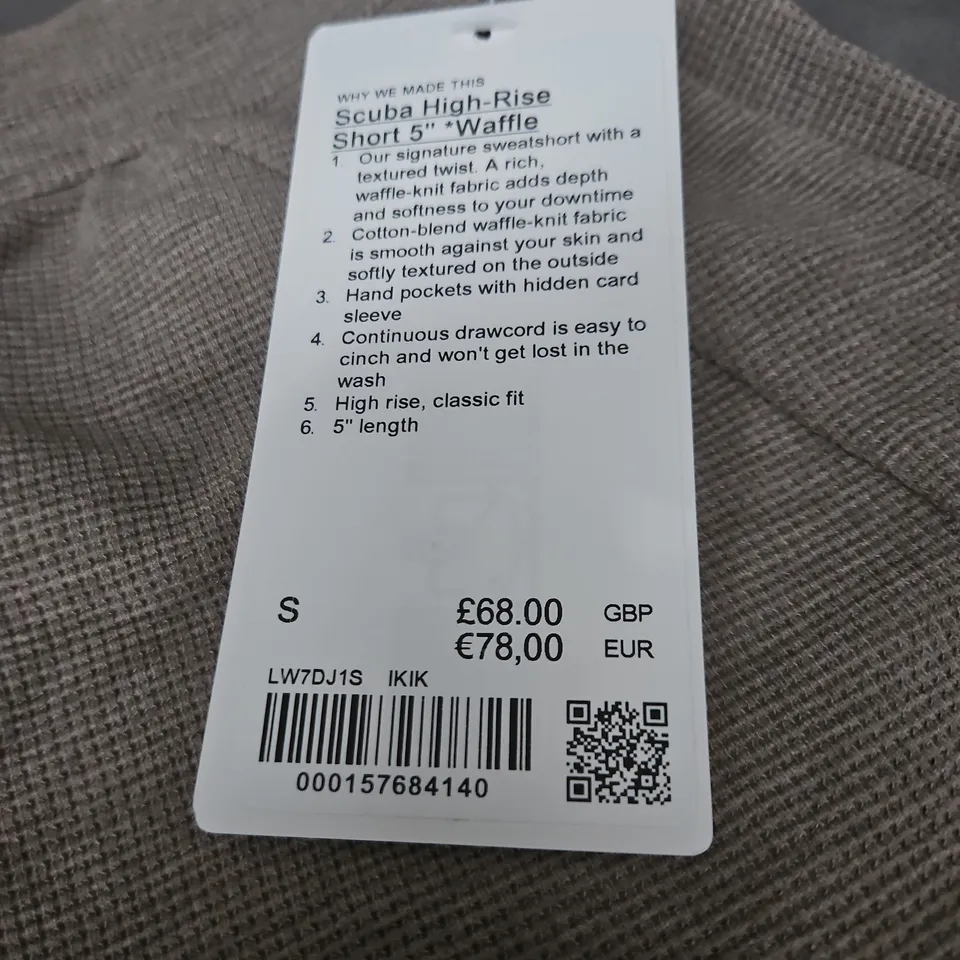 WHY WE MADE THIS
Scuba High-Rise
Short 5" *Waffle
1. Our signature sweatshort with a
textured twist. A rich,
waffle-knit fabric adds depth
and softness to your downtime
2. Cotton-blend waffle-knit fabric
is smooth against your skin and
softly textured on the outside
3. Hand pockets with hidden card
sleeve
4. Continuous drawcord is easy to
cinch and won't get lost in the
wash
5. High rise, classic fit
6. 5" length
S £68.00 GBP
€78,00 EUR
LW7DJ1S IKIK
000157684140